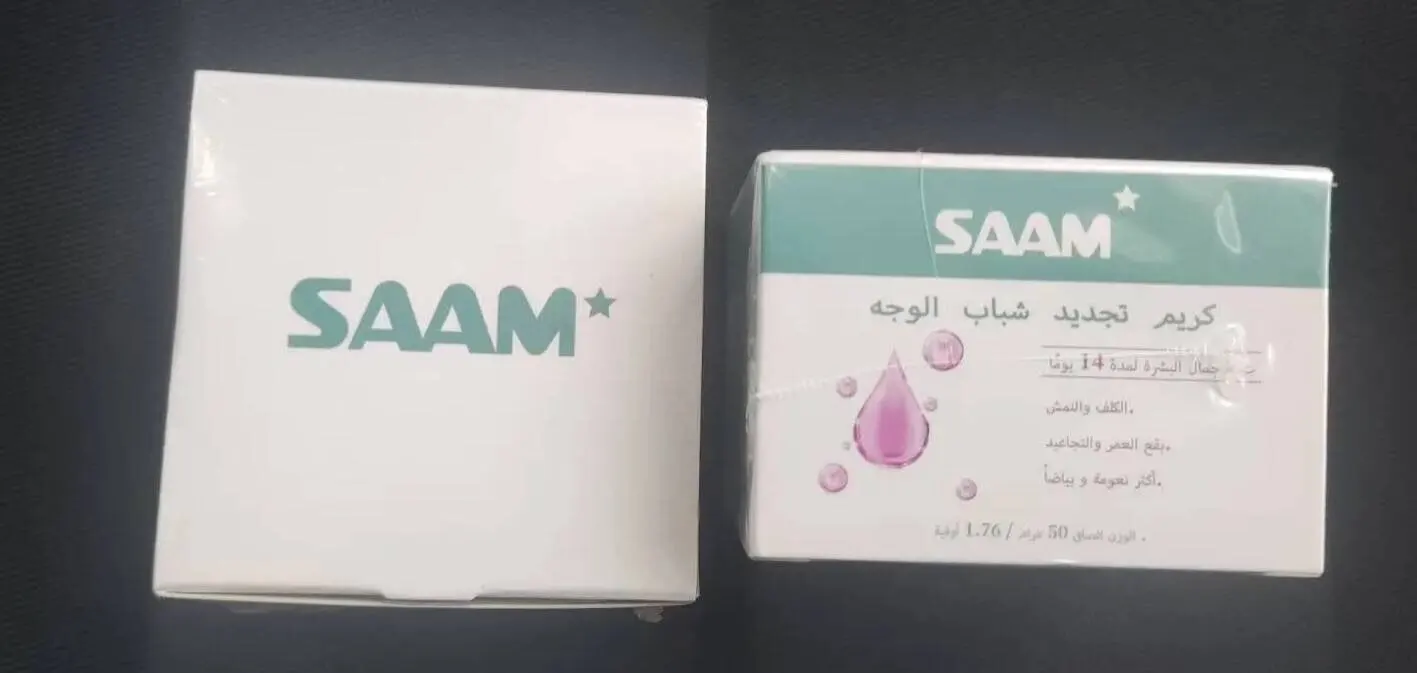 SAAM
SAAM
كريم تجديد شباب الوجه
جمال البشرة لمدة 14 يومًا
الكلف والنمش.
بقع العمر والتجاعيد.
أكثر نعومة و بياضاً.
الوزن الصافي 50 غرام / 1.76 أوقية.